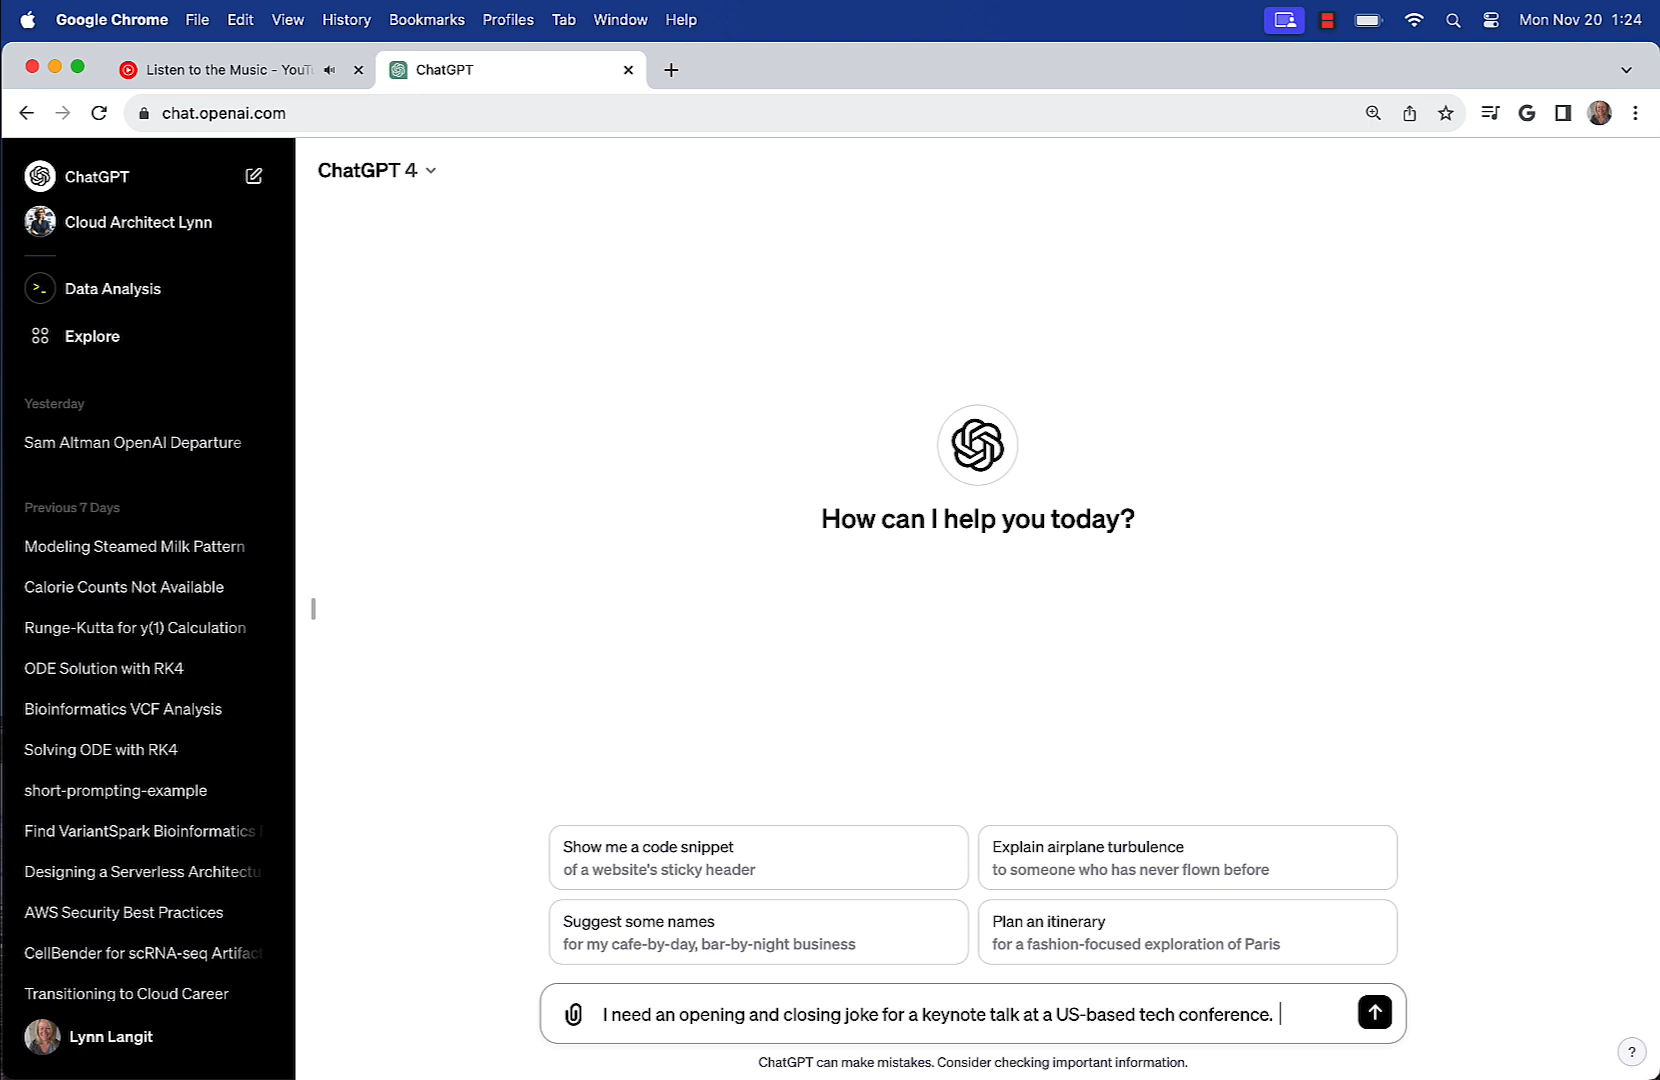 Google Chrome File Edit View History Bookmarks Profiles Tab Window Help Mon Nov 20 1:24
Listen to the Music - YouTu ChatGPT
chat.openai.com
ChatGPT
Cloud Architect Lynn
Data Analysis
Explore
Yesterday
Sam Altman OpenAI Departure
Previous 7 Days
Modeling Steamed Milk Pattern
Calorie Counts Not Available
Runge-Kutta for y(1) Calculation
ODE Solution with RK4
Bioinformatics VCF Analysis
Solving ODE with RK4
short-prompting-example
Find VariantSpark Bioinformatics
Designing a Serverless Architectu
AWS Security Best Practices
CellBender for scRNA-seq Artifact
Transitioning to Cloud Career
Lynn Langit
ChatGPT 4
How can I help you today?
Show me a code snippet
of a website's sticky header
Explain airplane turbulence
to someone who has never flown before
Suggest some names
for my cafe-by-day, bar-by-night business
Plan an itinerary
for a fashion-focused exploration of Paris
I need an opening and closing joke for a keynote talk at a US-based tech conference.
ChatGPT can make mistakes. Consider checking important information.
?